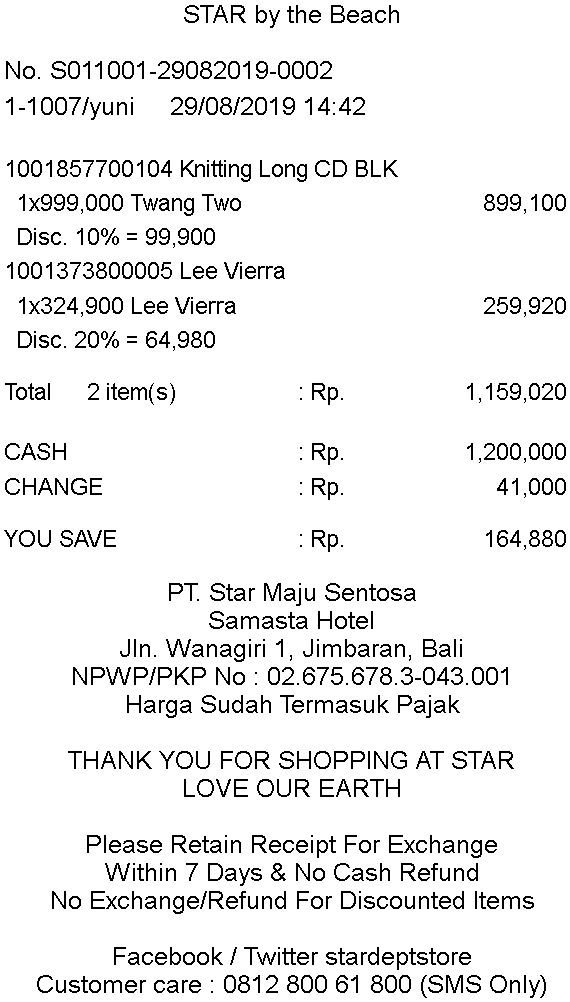 STAR by the Beach
No. S011001-29082019-0002
1-1007/yuni 29/08/2019 14:42
1001857700104 Knitting Long CD BLK
1x999,000 Twang Two 899,100
Disc. 10% = 99,900
1001373800005 Lee Vierra
1x324,900 Lee Vierra 259,920
Disc. 20% = 64,980
Total 2 item(s) : Rp. 1,159,020
CASH : Rp. 1,200,000
CHANGE : Rp. 41,000
YOU SAVE : Rp. 164,880
PT. Star Maju Sentosa
Samasta Hotel
Jln. Wanagiri 1, Jimbaran, Bali
NPWP/PKP No : 02.675.678.3-043.001
Harga Sudah Termasuk Pajak
THANK YOU FOR SHOPPING AT STAR
LOVE OUR EARTH
Please Retain Receipt For Exchange
Within 7 Days & No Cash Refund
No Exchange/Refund For Discounted Items
Facebook / Twitter stardeptstore
Customer care : 0812 800 61 800 (SMS Only)